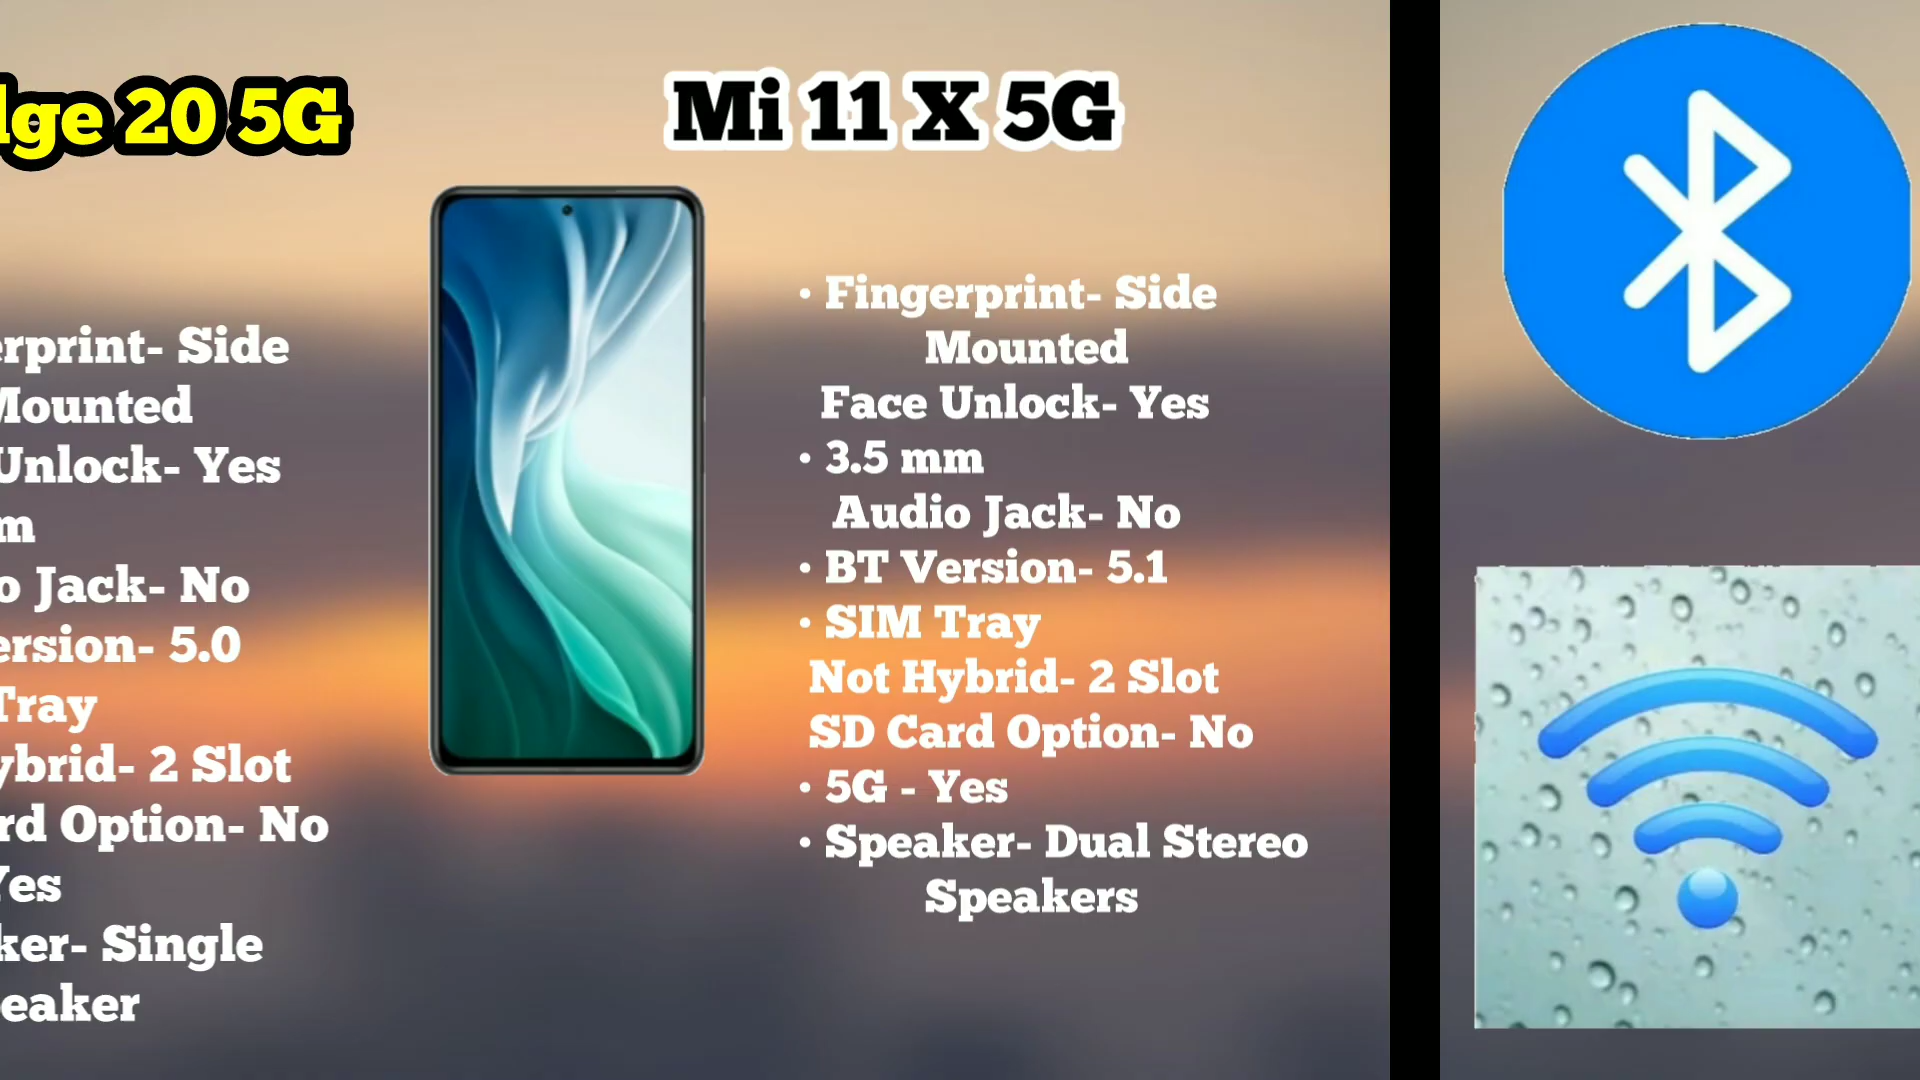 dge 20 5G
erprint- Side
Mounted
Unlock- Yes
m
o Jack- No
ersion- 5.0
Tray
ybrid- 2 Slot
rd Option- No
Yes
ker- Single
eaker
Mi 11 X 5G
• Fingerprint- Side
Mounted
Face Unlock- Yes
• 3.5 mm
Audio Jack- No
• BT Version- 5.1
• SIM Tray
Not Hybrid- 2 Slot
SD Card Option- No
• 5G - Yes
• Speaker- Dual Stereo
Speakers